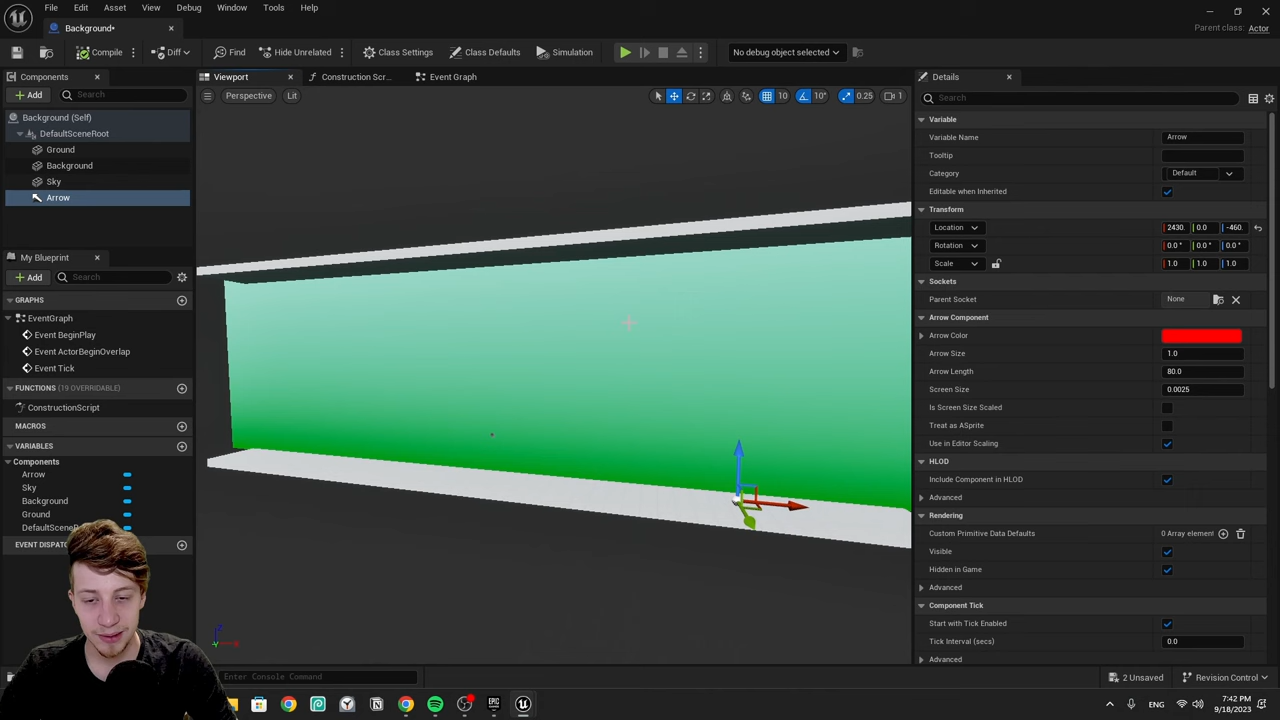 File Edit Asset View Debug Window Tools Help
Background*
Parent class: Actor
Compile Diff Find Hide Unrelated Class Settings Class Defaults Simulation No debug object selected
Components Viewport Construction Scr... Event Graph Details
Add Search Perspective Lit 10 10° 0.25 1 Search
Background (Self)
DefaultSceneRoot
Ground
Background
Sky
Arrow
My Blueprint
Add Search
GRAPHS
EventGraph
Event BeginPlay
Event ActorBeginOverlap
Event Tick
FUNCTIONS (19 OVERRIDABLE)
ConstructionScript
MACROS
VARIABLES
Components
Arrow
Sky
Background
Ground
DefaultSceneR
EVENT DISPATC
Variable
Variable Name Arrow
Tooltip
Category Default
Editable when Inherited
Transform
Location 2430. 0.0 -460.
Rotation 0.0 ° 0.0 ° 0.0 °
Scale 1.0 1.0 1.0
Sockets
Parent Socket None
Arrow Component
Arrow Color
Arrow Size 1.0
Arrow Length 80.0
Screen Size 0.0025
Is Screen Size Scaled
Treat as ASprite
Use in Editor Scaling
HLOD
Include Component in HLOD
Advanced
Rendering
Custom Primitive Data Defaults 0 Array element
Visible
Hidden in Game
Advanced
Component Tick
Start with Tick Enabled
Tick Interval (secs) 0.0
Advanced
Enter Console Command 2 Unsaved Revision Control
ENG 7:42 PM
9/18/2023